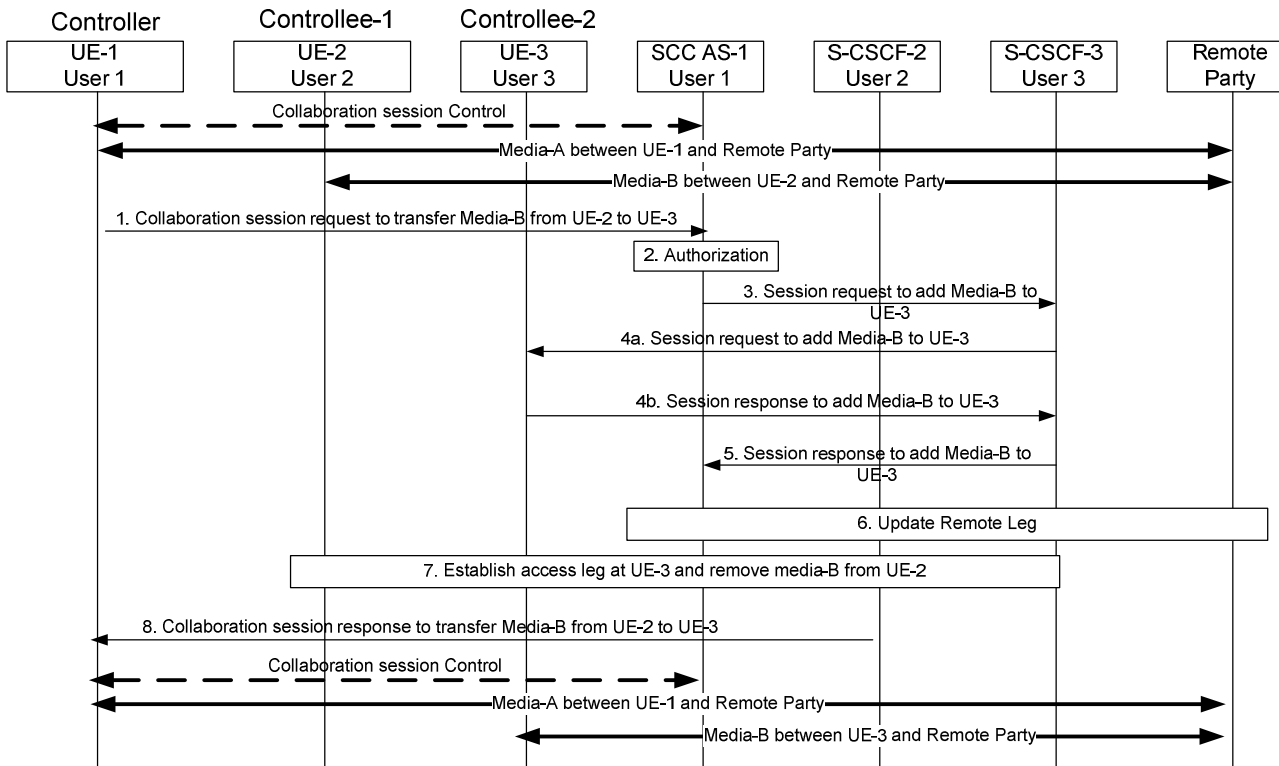 Controller
Controllee-1
Controllee-2
UE-1
User 1
UE-2
User 2
UE-3
User 3
SCC AS-1
User 1
S-CSCF-2
User 2
S-CSCF-3
User 3
Remote
Party
Collaboration session Control
Media-A between UE-1 and Remote Party
Media-B between UE-2 and Remote Party
1. Collaboration session request to transfer Media-B from UE-2 to UE-3
2. Authorization
3. Session request to add Media-B to
UE-3
4a. Session request to add Media-B to UE-3
4b. Session response to add Media-B to UE-3
5. Session response to add Media-B to
UE-3
6. Update Remote Leg
7. Establish access leg at UE-3 and remove media-B from UE-2
8. Collaboration session response to transfer Media-B from UE-2 to UE-3
Collaboration session Control
Media-A between UE-1 and Remote Party
Media-B between UE-3 and Remote Party